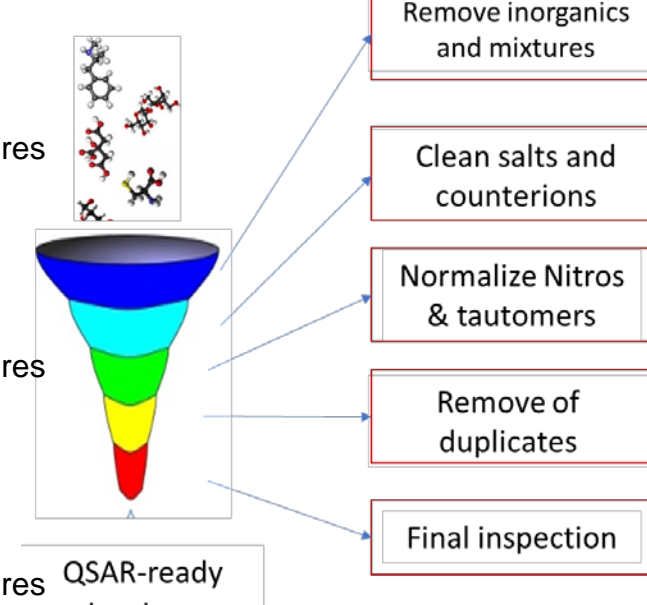 Remove inorganics
and mixtures
res
Clean salts and
counterions
Normalize Nitros
& tautomers
res
Remove of
duplicates
Final inspection
QSAR-ready
res